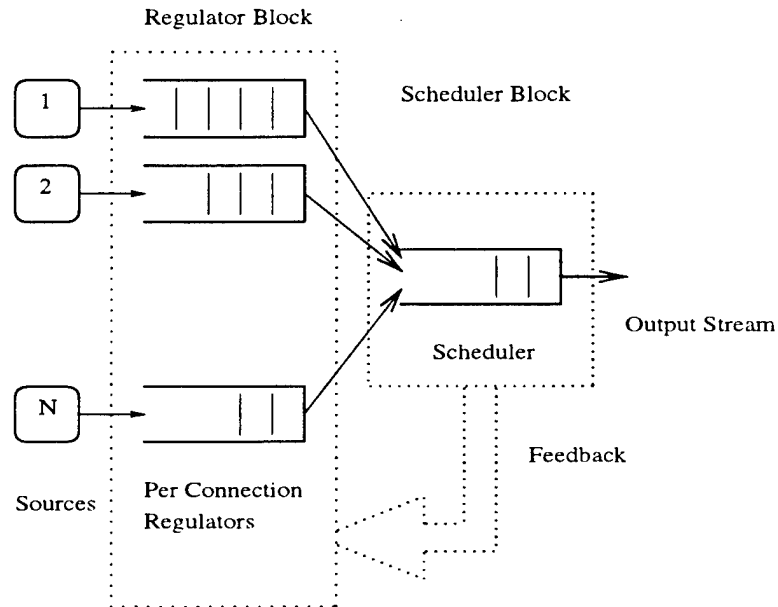 Regulator Block
1
Scheduler Block
2
Output Stream
Scheduler
N
Feedback
Sources
Per Connection
Regulators